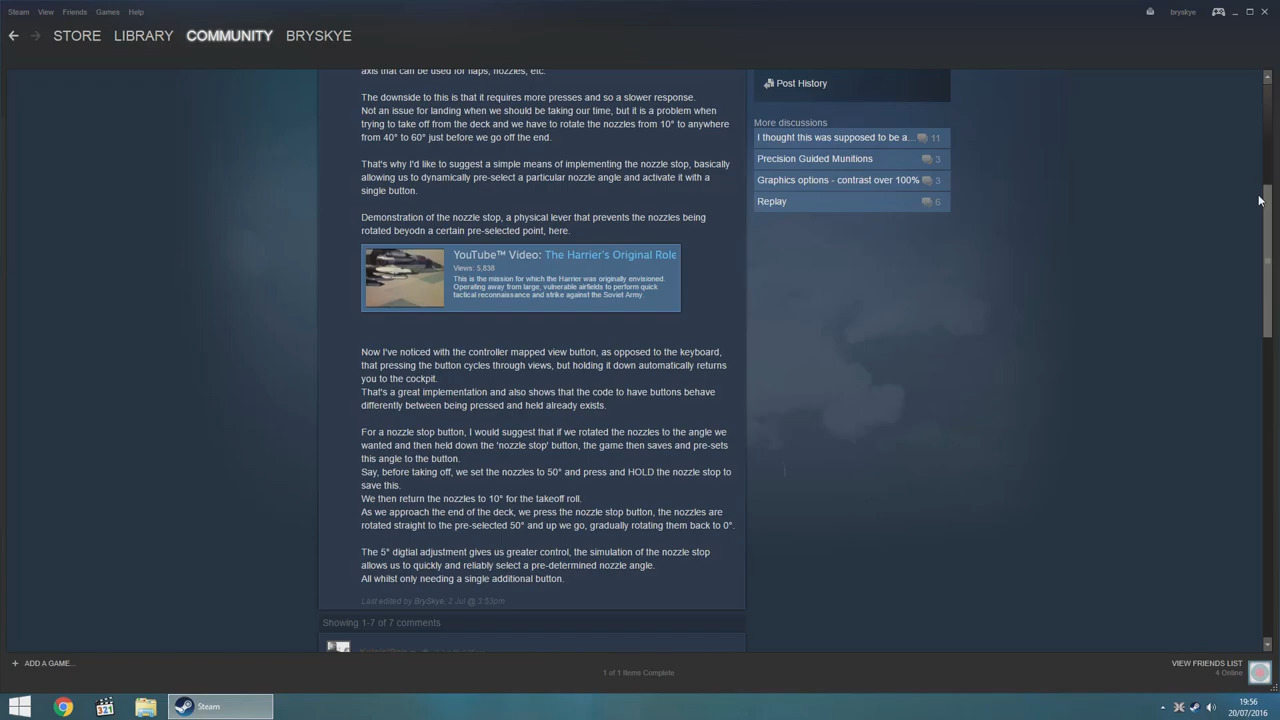 Steam View Friends Games Help
bryskye
STORE LIBRARY COMMUNITY BRYSKYE
axis that can be used for flaps, nozzles, etc.
Post History
The downside to this is that it requires more presses and so a slower response.
Not an issue for landing when we should be taking our time, but it is a problem when
trying to take off from the deck and we have to rotate the nozzles from 10° to anywhere
from 40° to 60° just before we go off the end.
More discussions
I thought this was supposed to be a... 11
Precision Guided Munitions 3
Graphics options - contrast over 100% 3
Replay 6
That's why I'd like to suggest a simple means of implementing the nozzle stop, basically
allowing us to dynamically pre-select a particular nozzle angle and activate it with a
single button.
Demonstration of the nozzle stop, a physical lever that prevents the nozzles being
rotated beyodn a certain pre-selected point, here.
YouTube™ Video: The Harrier's Original Role
Views: 5,838
This is the mission for which the Harrier was originally envisioned.
Operating away from large, vulnerable airfields to perform quick
tactical reconnaissance and strike against the Soviet Army.
Now I've noticed with the controller mapped view button, as opposed to the keyboard,
that pressing the button cycles through views, but holding it down automatically returns
you to the cockpit.
That's a great implementation and also shows that the code to have buttons behave
differently between being pressed and held already exists.
For a nozzle stop button, I would suggest that if we rotated the nozzles to the angle we
wanted and then held down the 'nozzle stop' button, the game then saves and pre-sets
this angle to the button.
Say, before taking off, we set the nozzles to 50° and press and HOLD the nozzle stop to
save this.
We then return the nozzles to 10° for the takeoff roll.
As we approach the end of the deck, we press the nozzle stop button, the nozzles are
rotated straight to the pre-selected 50° and up we go, gradually rotating them back to 0°.
The 5° digtial adjustment gives us greater control, the simulation of the nozzle stop
allows us to quickly and reliably select a pre-determined nozzle angle.
All whilst only needing a single additional button.
Last edited by BrySkye; 2 Jul @ 3:53pm
Showing 1-7 of 7 comments
ADD A GAME...
1 of 1 Items Complete
VIEW FRIENDS LIST
4 Online
321
Steam
19:56
20/07/2016